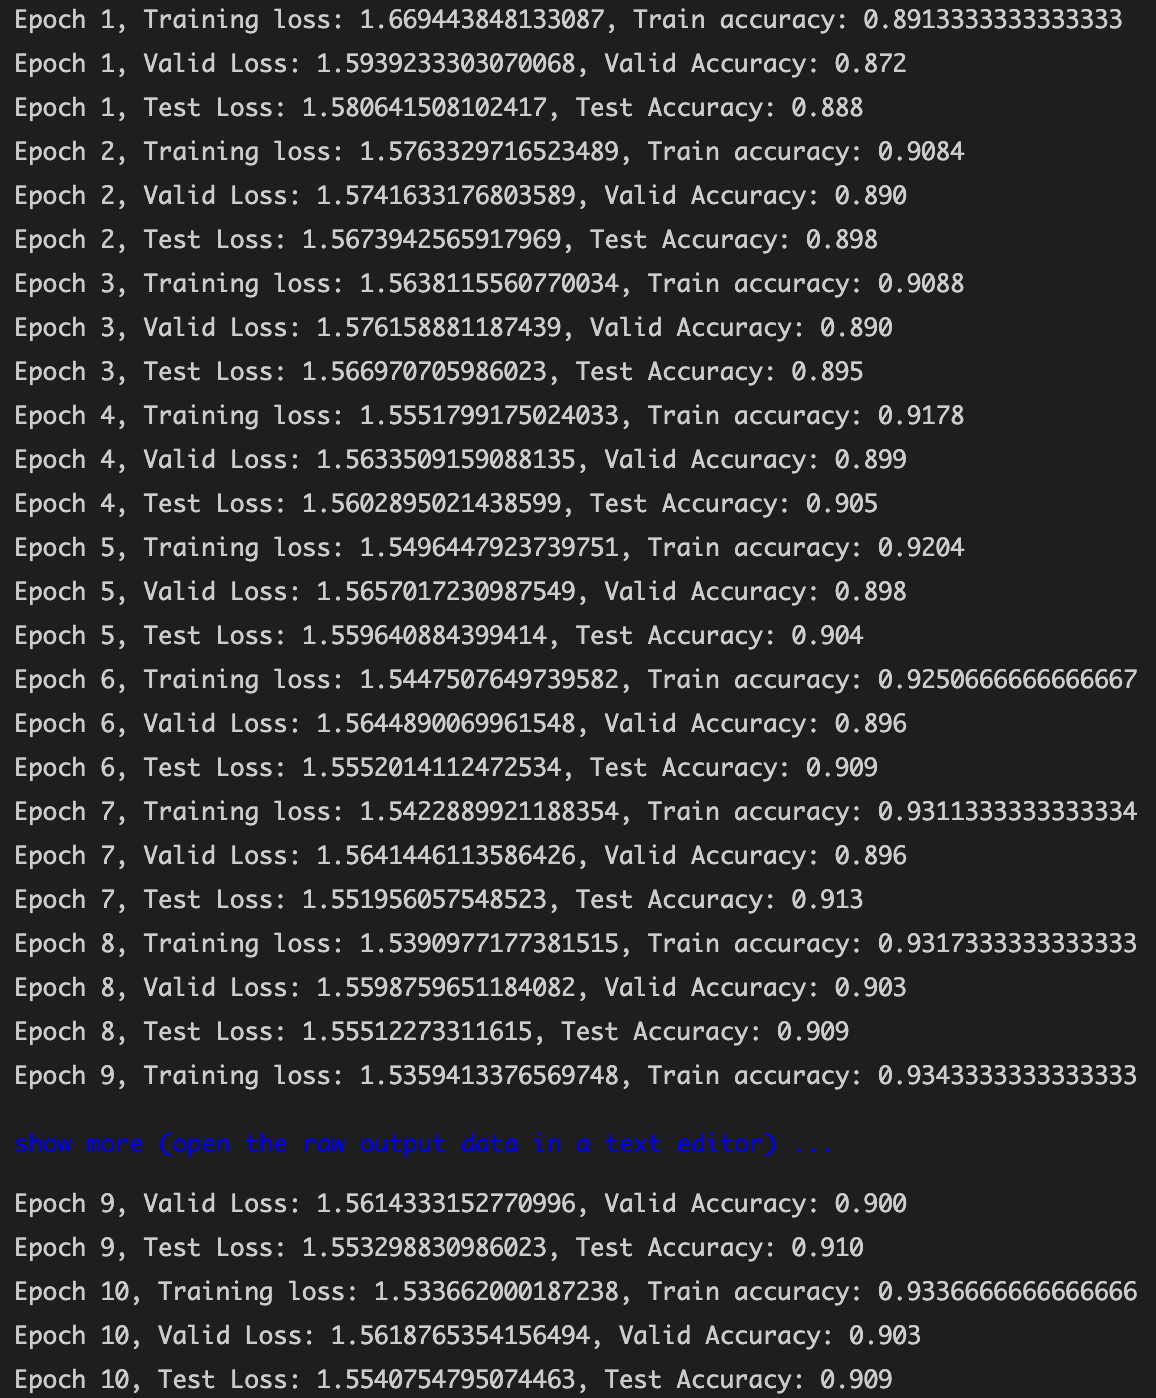 Epoch 1, Training loss: 1.669443848133087, Train accuracy: 0.8913333333333333
Epoch 1, Valid Loss: 1.5939233303070068, Valid Accuracy: 0.872
Epoch 1, Test Loss: 1.580641508102417, Test Accuracy: 0.888
Epoch 2, Training loss: 1.5763329716523489, Train accuracy: 0.9084
Epoch 2, Valid Loss: 1.5741633176803589, Valid Accuracy: 0.890
Epoch 2, Test Loss: 1.5673942565917969, Test Accuracy: 0.898
Epoch 3, Training loss: 1.5638115560770034, Train accuracy: 0.9088
Epoch 3, Valid Loss: 1.576158881187439, Valid Accuracy: 0.890
Epoch 3, Test Loss: 1.566970705986023, Test Accuracy: 0.895
Epoch 4, Training loss: 1.5551799175024033, Train accuracy: 0.9178
Epoch 4, Valid Loss: 1.5633509159088135, Valid Accuracy: 0.899
Epoch 4, Test Loss: 1.5602895021438599, Test Accuracy: 0.905
Epoch 5, Training loss: 1.5496447923739751, Train accuracy: 0.9204
Epoch 5, Valid Loss: 1.5657017230987549, Valid Accuracy: 0.898
Epoch 5, Test Loss: 1.559640884399414, Test Accuracy: 0.904
Epoch 6, Training loss: 1.5447507649739582, Train accuracy: 0.9250666666666667
Epoch 6, Valid Loss: 1.5644890069961548, Valid Accuracy: 0.896
Epoch 6, Test Loss: 1.5552014112472534, Test Accuracy: 0.909
Epoch 7, Training loss: 1.5422889921188354, Train accuracy: 0.9311333333333334
Epoch 7, Valid Loss: 1.5641446113586426, Valid Accuracy: 0.896
Epoch 7, Test Loss: 1.551956057548523, Test Accuracy: 0.913
Epoch 8, Training loss: 1.5390977177381515, Train accuracy: 0.9317333333333333
Epoch 8, Valid Loss: 1.5598759651184082, Valid Accuracy: 0.903
Epoch 8, Test Loss: 1.55512273311615, Test Accuracy: 0.909
Epoch 9, Training loss: 1.5359413376569748, Train accuracy: 0.9343333333333333
show more (open the raw output data in a text editor) ...
Epoch 9, Valid Loss: 1.5614333152770996, Valid Accuracy: 0.900
Epoch 9, Test Loss: 1.553298830986023, Test Accuracy: 0.910
Epoch 10, Training loss: 1.533662000187238, Train accuracy: 0.9336666666666666
Epoch 10, Valid Loss: 1.5618765354156494, Valid Accuracy: 0.903
Epoch 10, Test Loss: 1.5540754795074463, Test Accuracy: 0.909